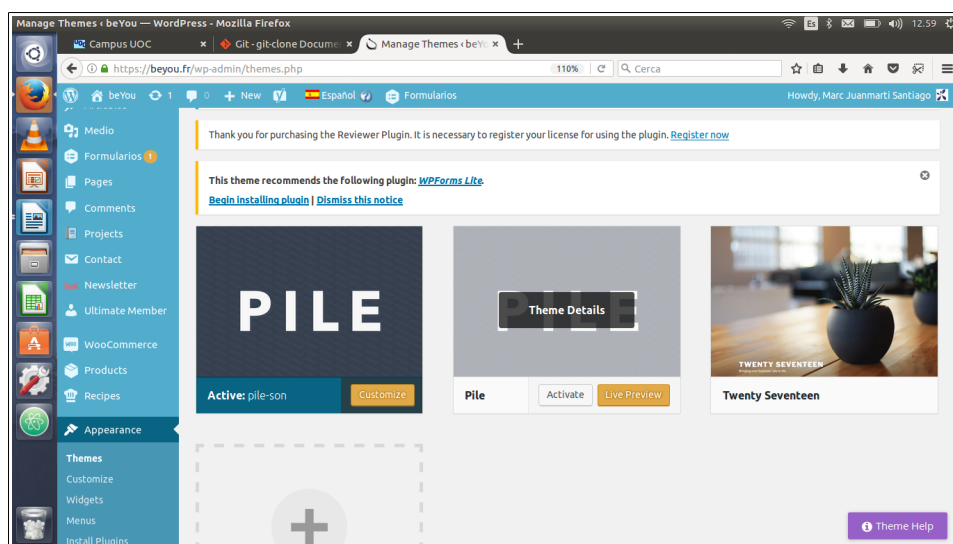 Manage Themes ‹ beYou — WordPress - Mozilla Firefox
Es 12.59
Campus UOC × Git - git-clone Docume × Manage Themes ‹ beYo × +
https://beyou.fr/wp-admin/themes.php 110% Cerca
beYou 1 0 New Español Formularios Howdy, Marc Juanmarti Santiago
Medio
Formularios 1
Pages
Comments
Projects
Contact
Newsletter
Ultimate Member
WooCommerce
Products
Recipes
Appearance
Themes
Customize
Widgets
Menus
Install Plugins
Thank you for purchasing the Reviewer Plugin. It is necessary to register your license for using the plugin. Register now
This theme recommends the following plugin: WPForms Lite.
Begin installing plugin | Dismiss this notice
PILE
Active: pile-son Customize
PILE
Theme Details
Pile Activate Live Preview
TWENTY SEVENTEEN
Twenty Seventeen
Theme Help